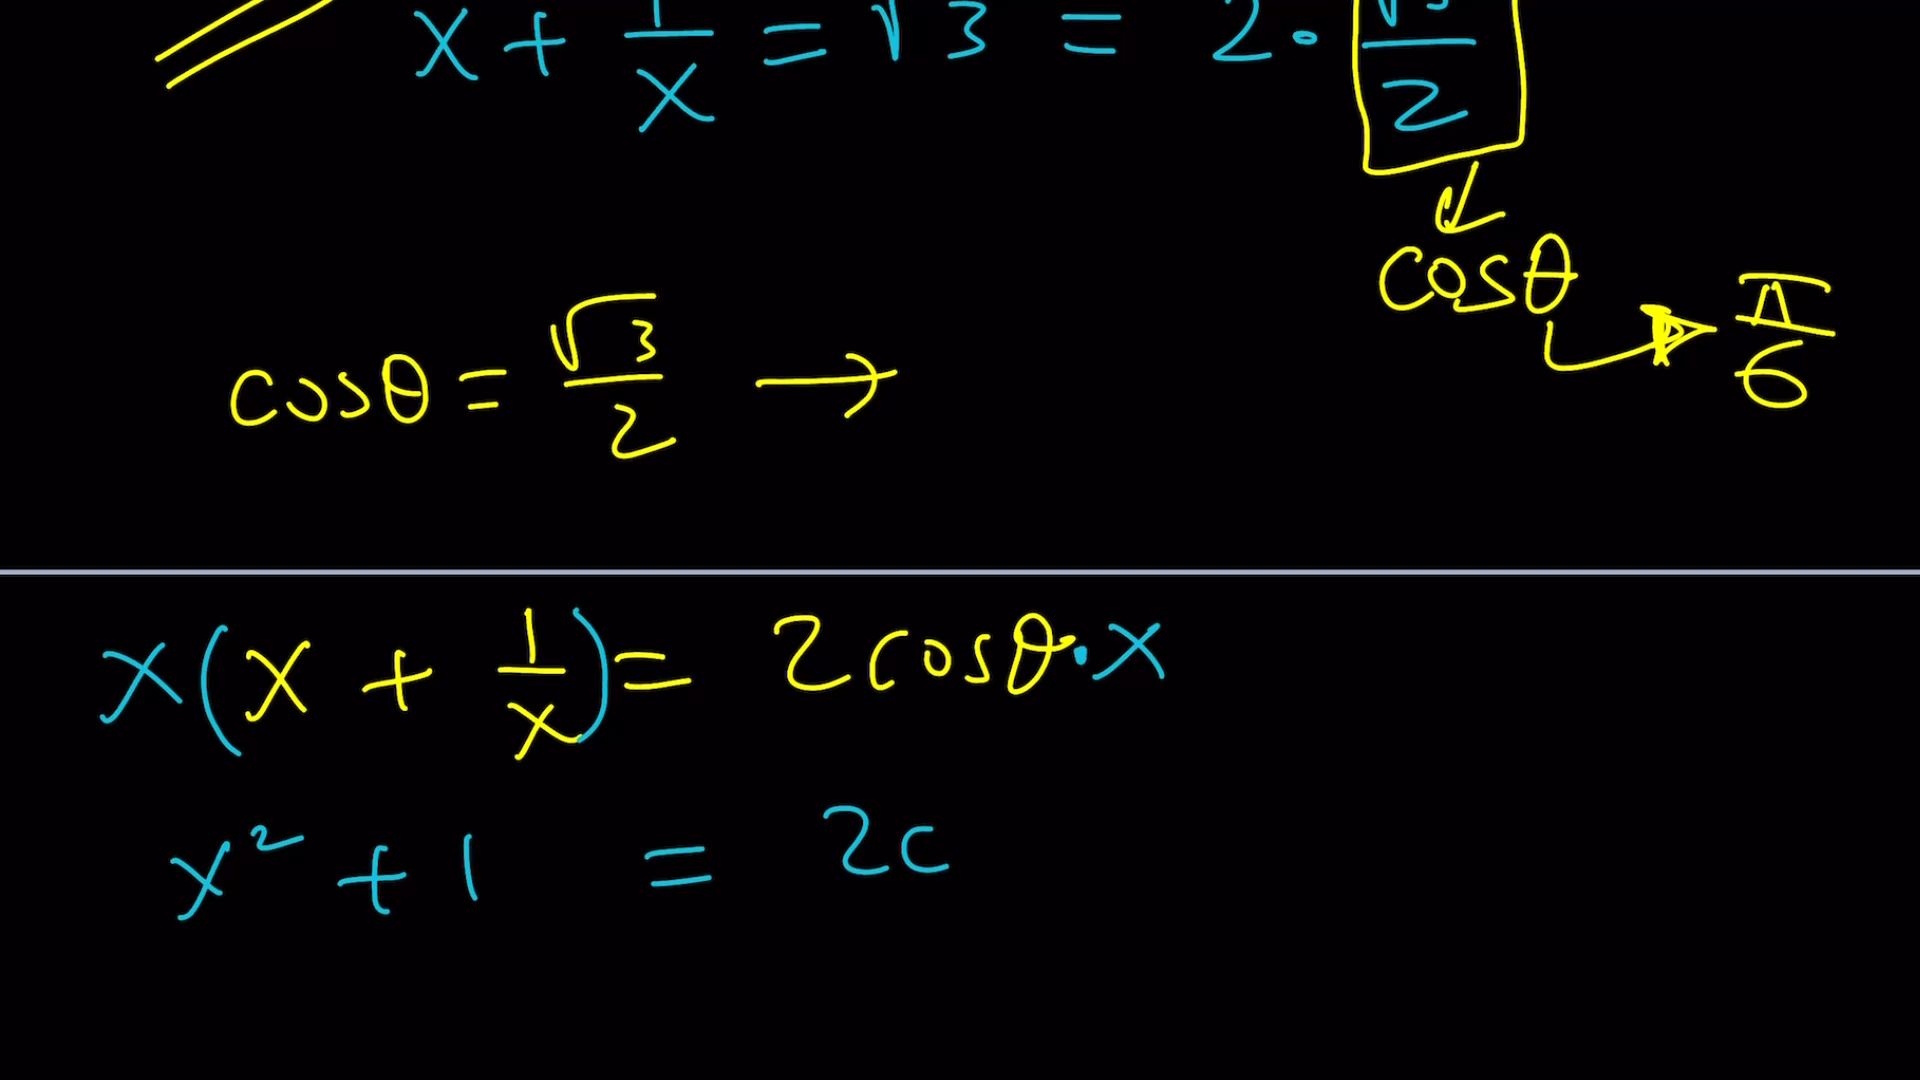 x + 1/x = √3 = 2 · √3/2
cosθ
π/6
cosθ = √3/2 →
x(x + 1/x) = 2cosθ·x
x² + 1 = 2c